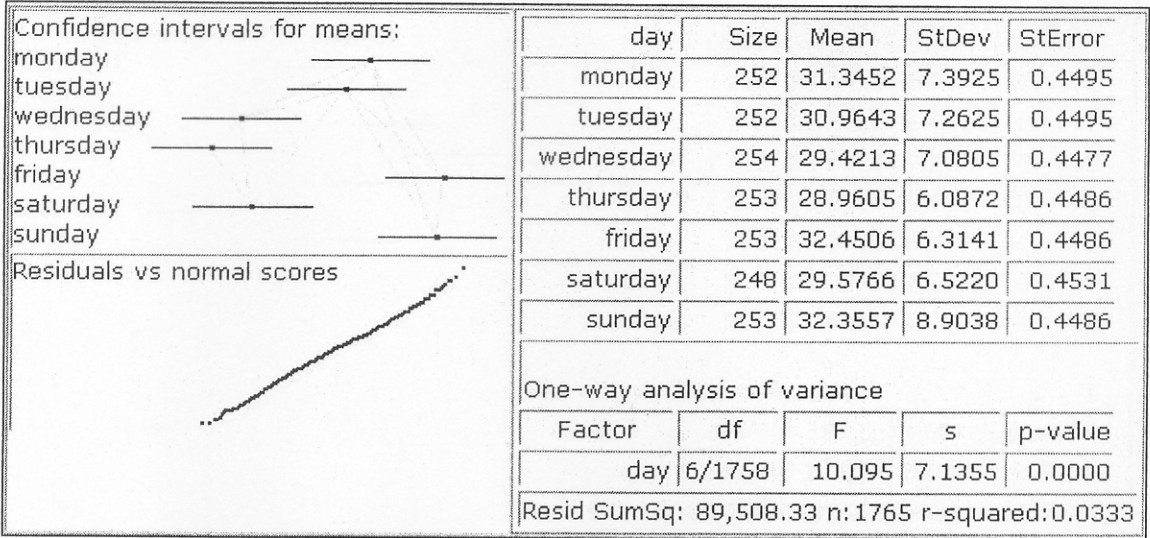 Confidence intervals for means:
monday
tuesday
wednesday
thursday
friday
saturday
sunday
Residuals vs normal scores
day Size Mean StDev StError
monday 252 31.3452 7.3925 0.4495
tuesday 252 30.9643 7.2625 0.4495
wednesday 254 29.4213 7.0805 0.4477
thursday 253 28.9605 6.0872 0.4486
friday 253 32.4506 6.3141 0.4486
saturday 248 29.5766 6.5220 0.4531
sunday 253 32.3557 8.9038 0.4486
One-way analysis of variance
Factor df F s p-value
day 6/1758 10.095 7.1355 0.0000
Resid SumSq: 89,508.33 n:1765 r-squared:0.0333